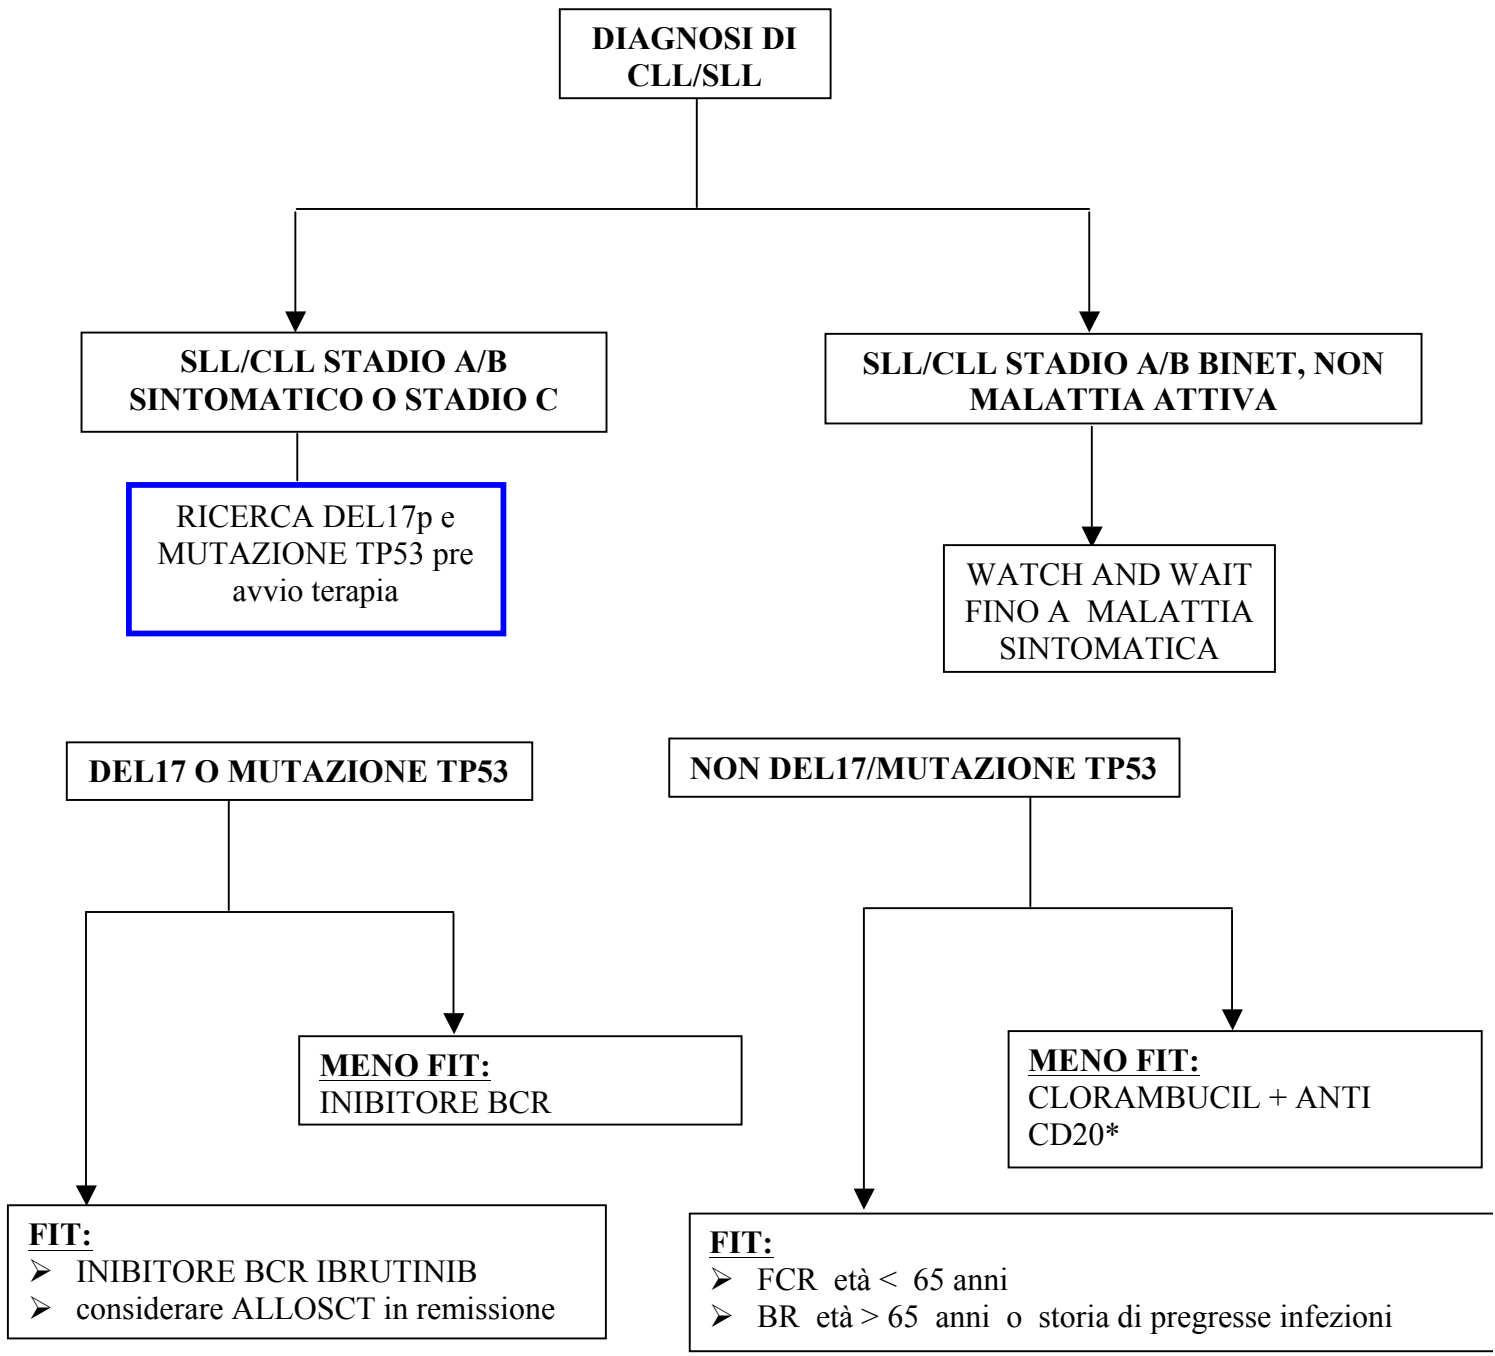 DIAGNOSI DI
CLL/SLL
SLL/CLL STADIO A/B
SINTOMATICO O STADIO C
SLL/CLL STADIO A/B BINET, NON
MALATTIA ATTIVA
RICERCA DEL17p e
MUTAZIONE TP53 pre
avvio terapia
WATCH AND WAIT
FINO A  MALATTIA
SINTOMATICA
DEL17 O MUTAZIONE TP53
NON DEL17/MUTAZIONE TP53
MENO FIT:
INIBITORE BCR
MENO FIT:
CLORAMBUCIL + ANTI
CD20*
FIT:
➢ INIBITORE BCR IBRUTINIB
➢ considerare ALLOSCT in remissione
FIT:
➢ FCR  età <  65 anni
➢ BR  età > 65  anni  o  storia di pregresse infezioni